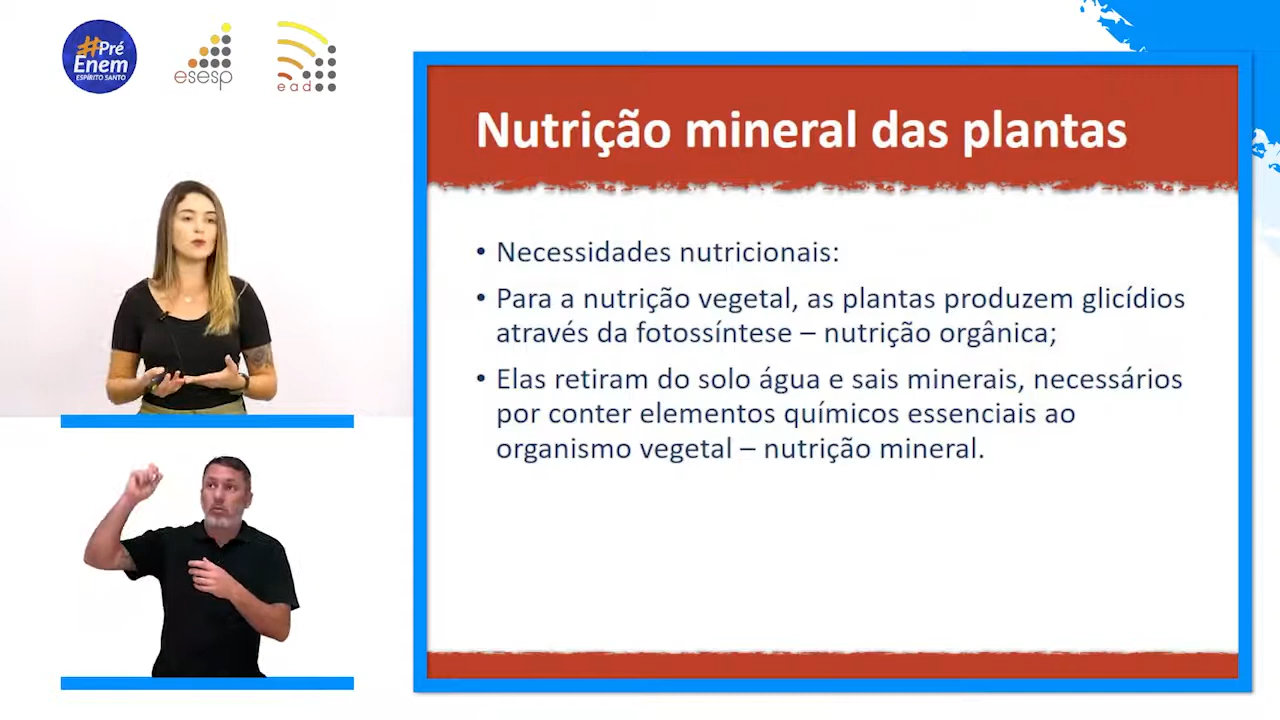 #Pré
Enem
ESPÍRITO SANTO
esesp
ead
Nutrição mineral das plantas
• Necessidades nutricionais:
• Para a nutrição vegetal, as plantas produzem glicídios
através da fotossíntese – nutrição orgânica;
• Elas retiram do solo água e sais minerais, necessários
por conter elementos químicos essenciais ao
organismo vegetal – nutrição mineral.